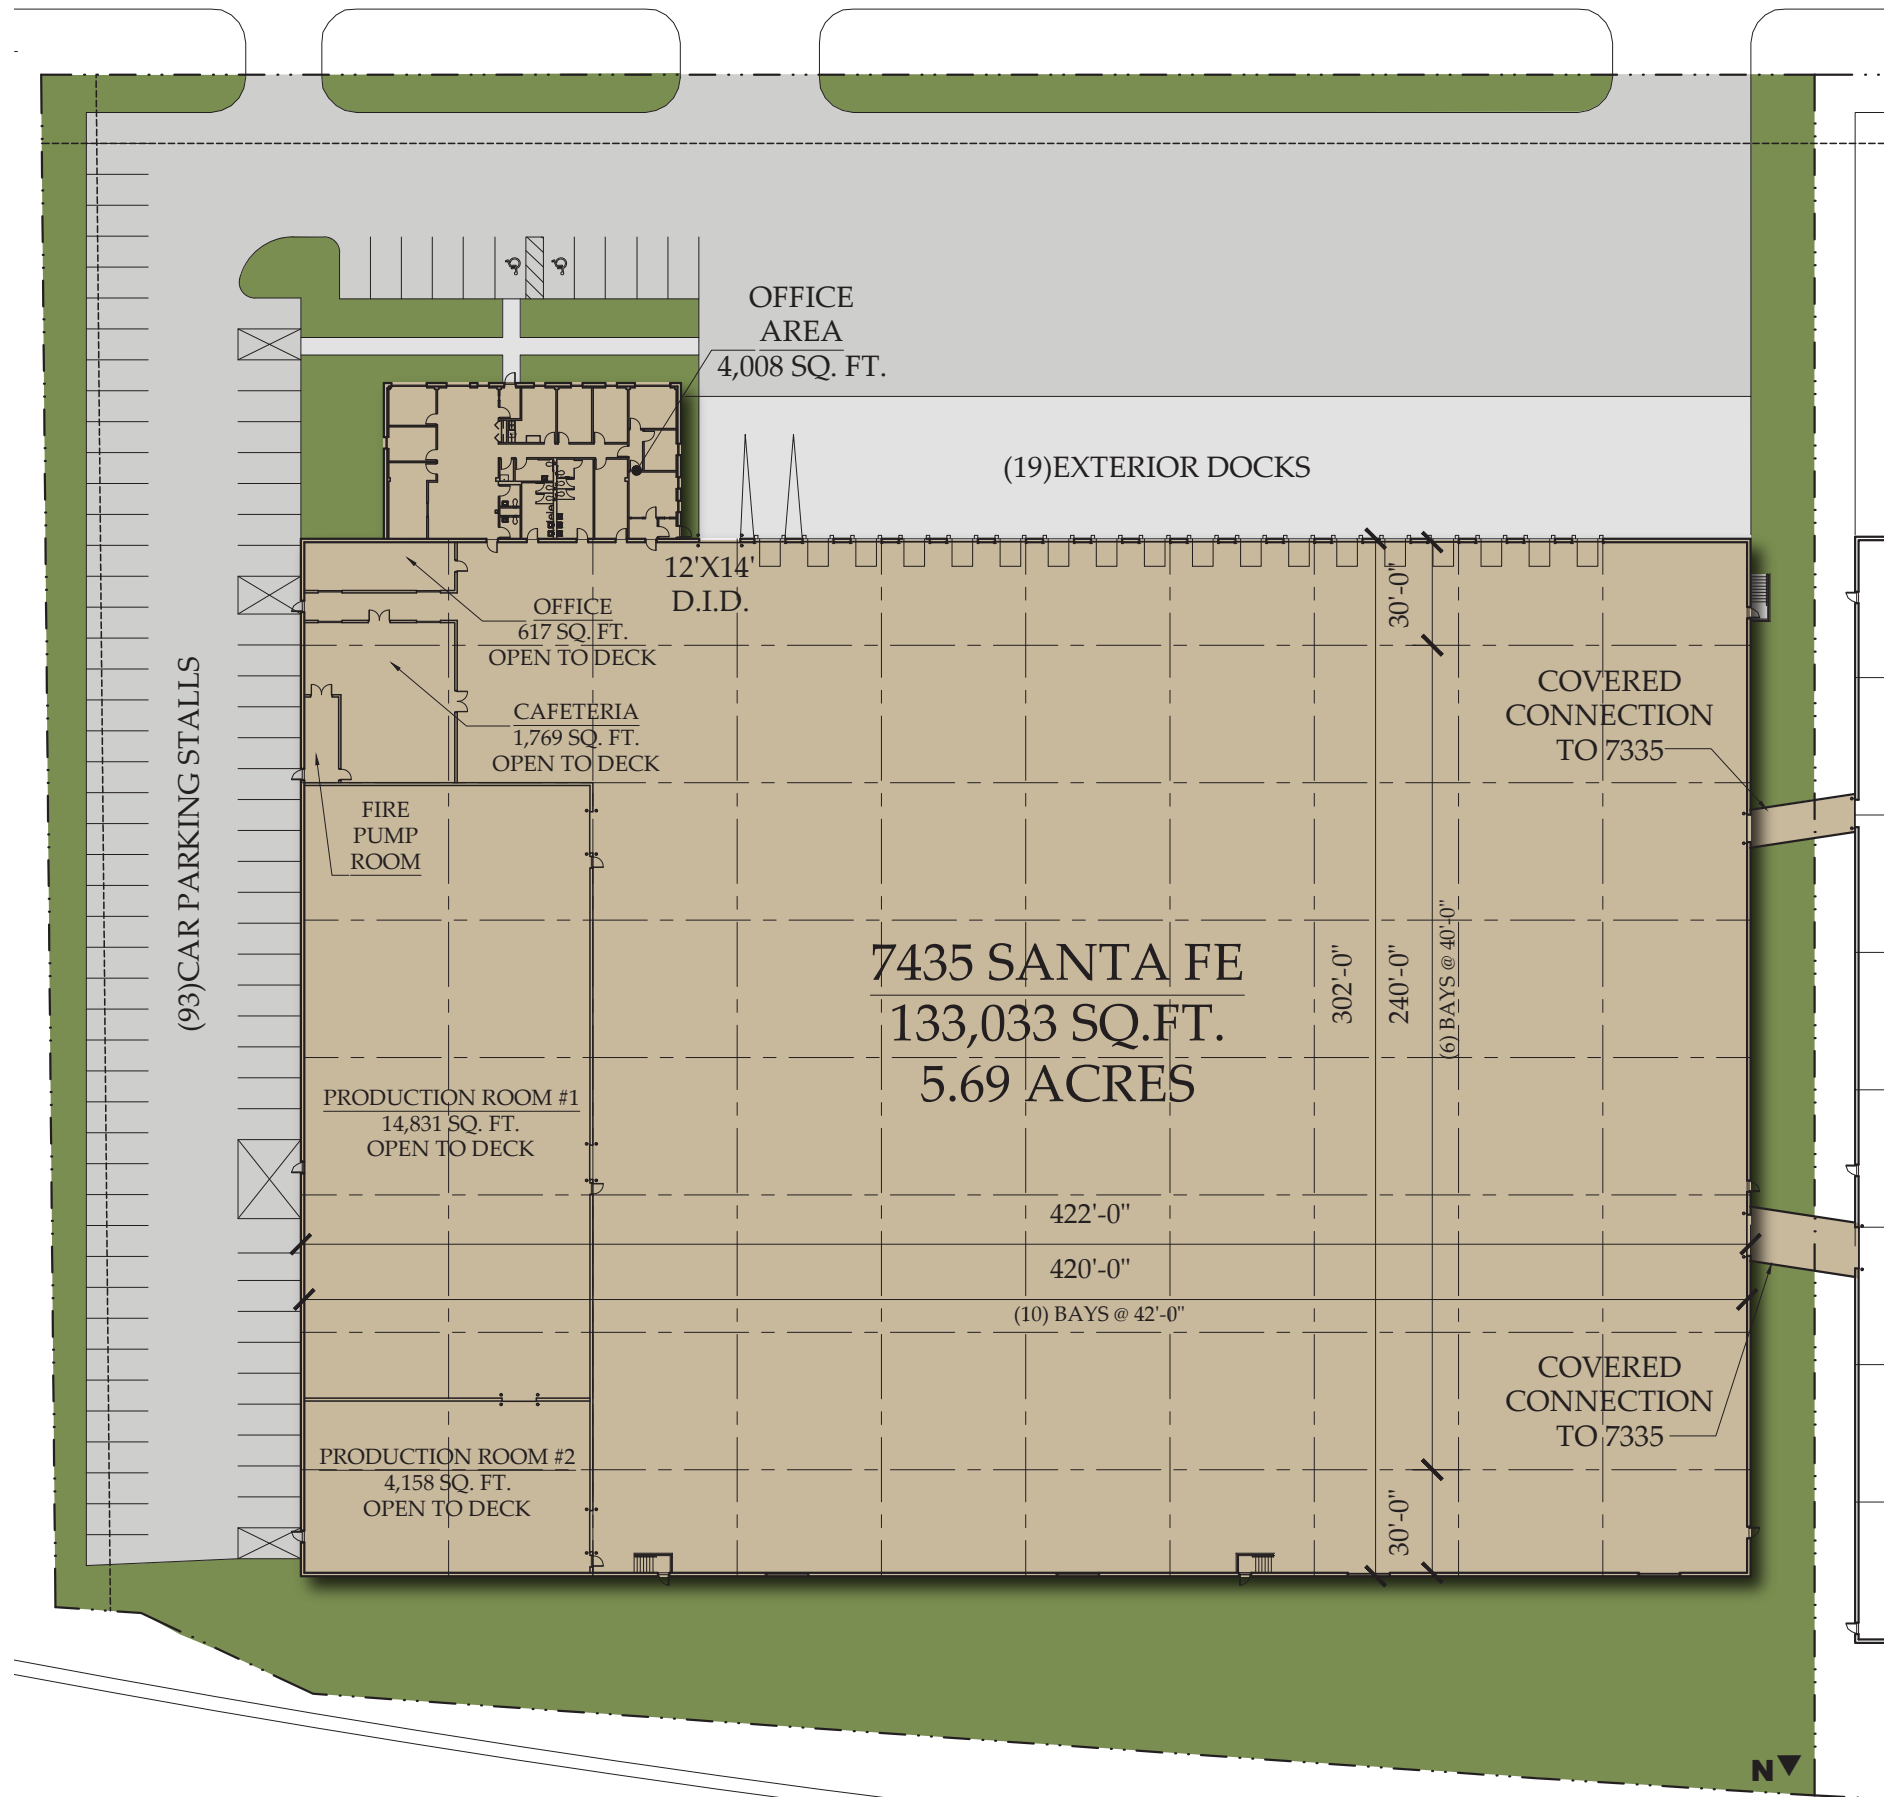 OFFICE
AREA
4,008 SQ. FT.
(19)EXTERIOR DOCKS
12'X14'
D.I.D.
30'-0"
OFFICE
617 SQ. FT.
OPEN TO DECK
CAFETERIA
1,769 SQ. FT.
OPEN TO DECK
COVERED
CONNECTION
TO 7335
(93)CAR PARKING STALLS
FIRE
PUMP
ROOM
7435 SANTA FE
133,033 SQ.FT.
5.69 ACRES
302'-0"
240'-0"
(6) BAYS @ 40'-0"
PRODUCTION ROOM #1
14,831 SQ. FT.
OPEN TO DECK
422'-0"
420'-0"
(10) BAYS @ 42'-0"
COVERED
CONNECTION
TO 7335
PRODUCTION ROOM #2
4,158 SQ. FT.
OPEN TO DECK
30'-0"
N